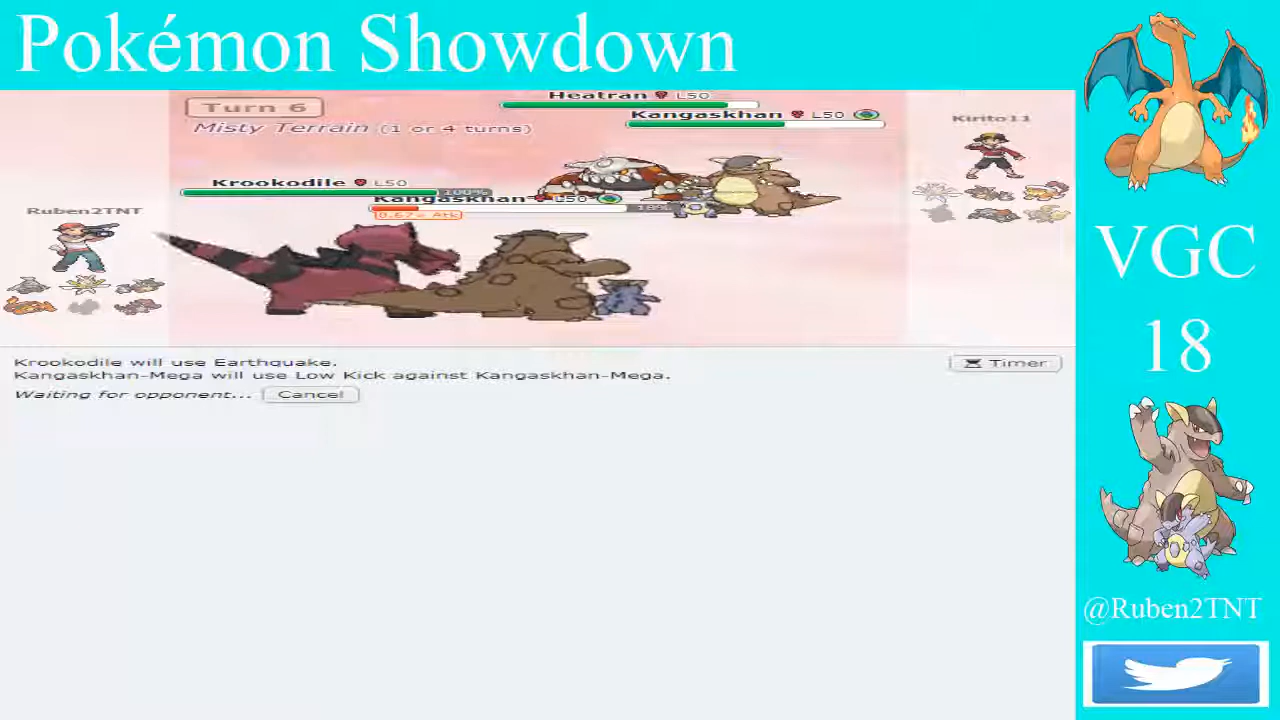 Pokémon Showdown
Turn 6
Misty Terrain (1 or 4 turns)
Heatran L50
Kangaskhan L50
Kirito11
Krookodile L50
100%
Kangaskhan L50
0.67× Atk
Ruben2TNT
Krookodile will use Earthquake.
Kangaskhan-Mega will use Low Kick against Kangaskhan-Mega.
Waiting for opponent... Cancel
Timer
VGC
18
@Ruben2TNT